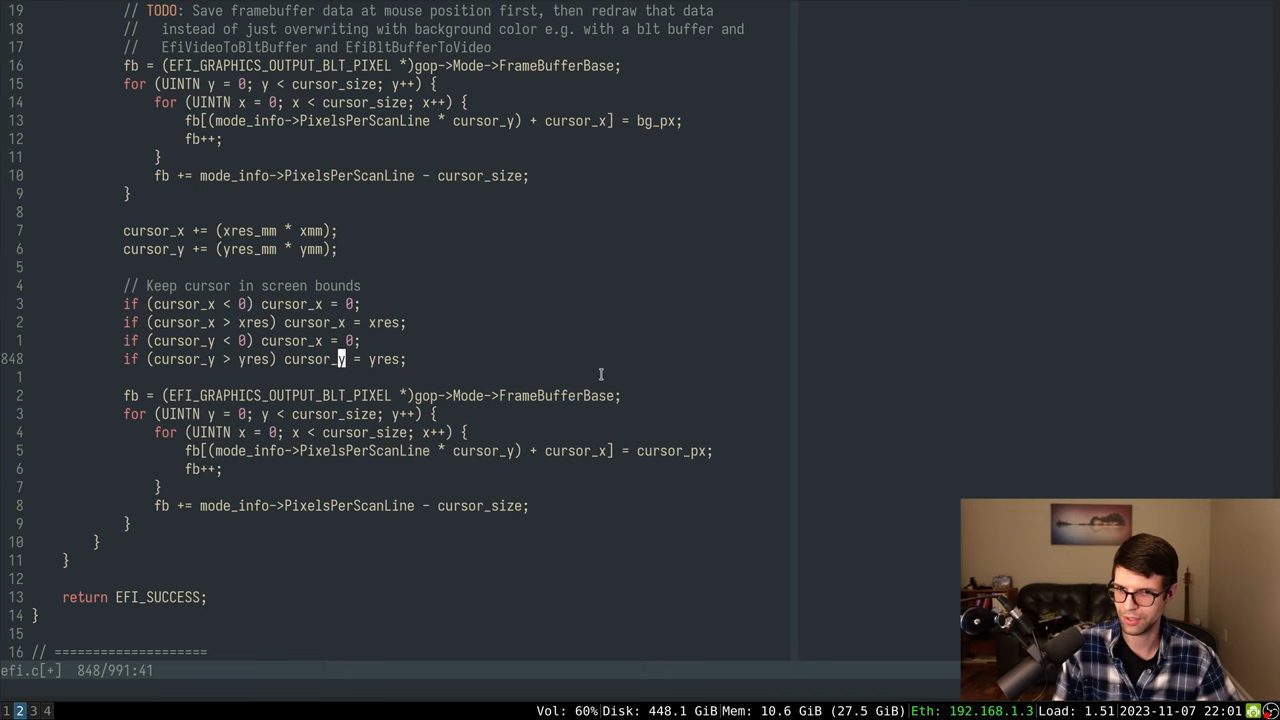 19 // TODO: Save framebuffer data at mouse position first, then redraw that data
18 //   instead of just overwriting with background color e.g. with a blt buffer and
17 //   EfiVideoToBltBuffer and EfiBltBufferToVideo
16 fb = (EFI_GRAPHICS_OUTPUT_BLT_PIXEL *)gop->Mode->FrameBufferBase;
15 for (UINTN y = 0; y < cursor_size; y++) {
14 for (UINTN x = 0; x < cursor_size; x++) {
13 fb[(mode_info->PixelsPerScanLine * cursor_y) + cursor_x] = bg_px;
12 fb++;
11 }
10 fb += mode_info->PixelsPerScanLine - cursor_size;
9 }
8
7 cursor_x += (xres_mm * xmm);
6 cursor_y += (yres_mm * ymm);
5
4 // Keep cursor in screen bounds
3 if (cursor_x < 0) cursor_x = 0;
2 if (cursor_x > xres) cursor_x = xres;
1 if (cursor_y < 0) cursor_x = 0;
848 if (cursor_y > yres) cursor_y = yres;
1
2 fb = (EFI_GRAPHICS_OUTPUT_BLT_PIXEL *)gop->Mode->FrameBufferBase;
3 for (UINTN y = 0; y < cursor_size; y++) {
4 for (UINTN x = 0; x < cursor_size; x++) {
5 fb[(mode_info->PixelsPerScanLine * cursor_y) + cursor_x] = cursor_px;
6 fb++;
7 }
8 fb += mode_info->PixelsPerScanLine - cursor_size;
9 }
10 }
11 }
12
13 return EFI_SUCCESS;
14 }
15
16 // ====================
efi.c[+] 848/991:41
1 2 3 4 Vol: 60% Disk: 448.1 GiB Mem: 10.6 GiB (27.5 GiB) Eth: 192.168.1.3 Load: 1.51 2023-11-07 22:01